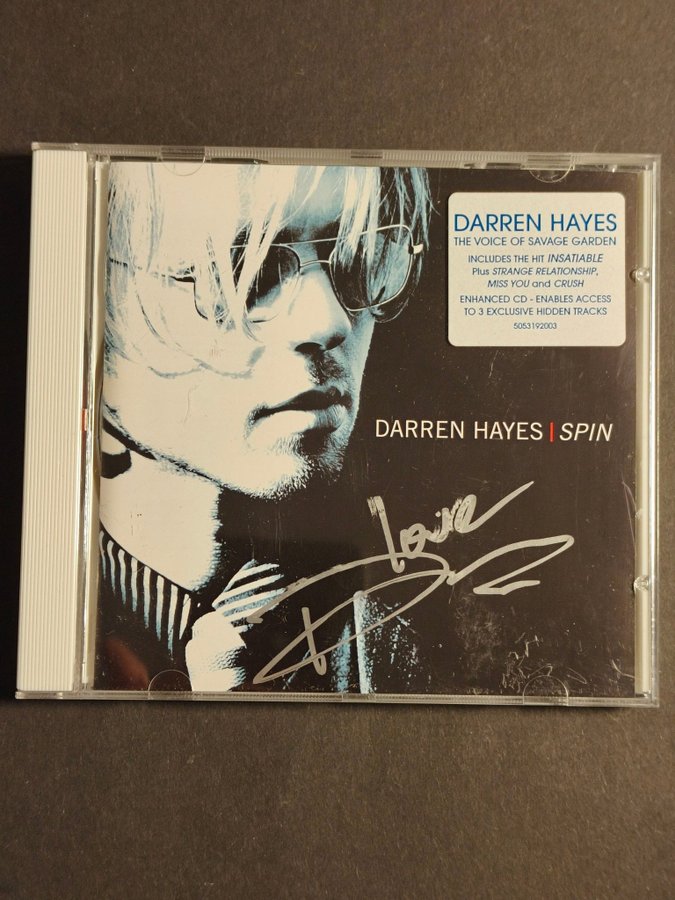 DARREN HAYES
THE VOICE OF SAVAGE GARDEN
INCLUDES THE HIT INSATIABLE
Plus STRANGE RELATIONSHIP,
MISS YOU and CRUSH
ENHANCED CD - ENABLES ACCESS
TO 3 EXCLUSIVE HIDDEN TRACKS
5053192003
DARREN HAYES | SPIN